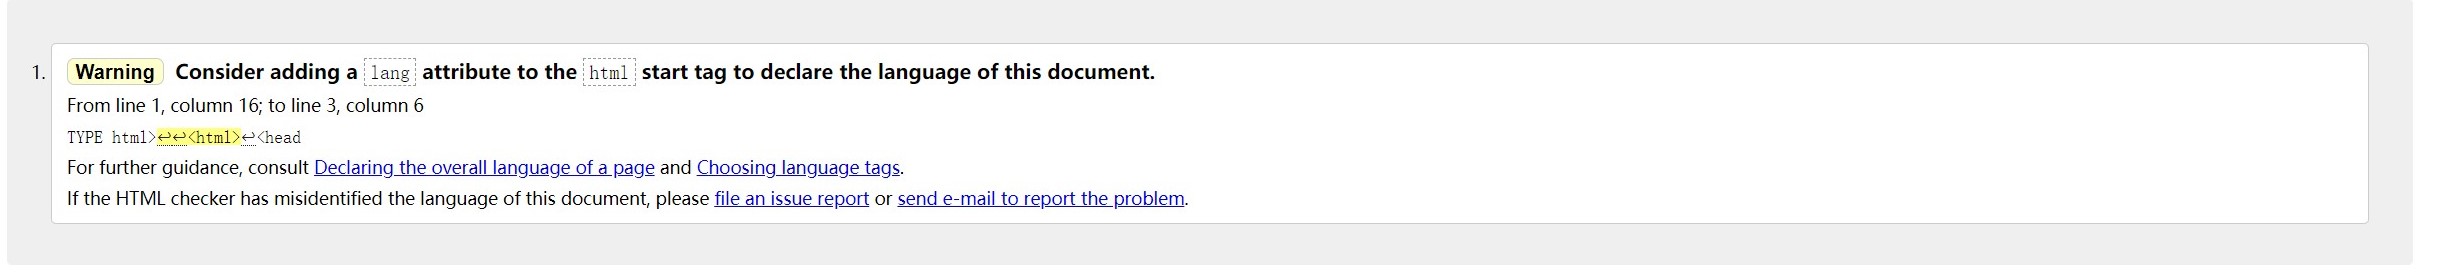 1. Warning Consider adding a lang attribute to the html start tag to declare the language of this document.
From line 1, column 16; to line 3, column 6
TYPE html>↩↩<html>↩<head
For further guidance, consult Declaring the overall language of a page and Choosing language tags.
If the HTML checker has misidentified the language of this document, please file an issue report or send e-mail to report the problem.